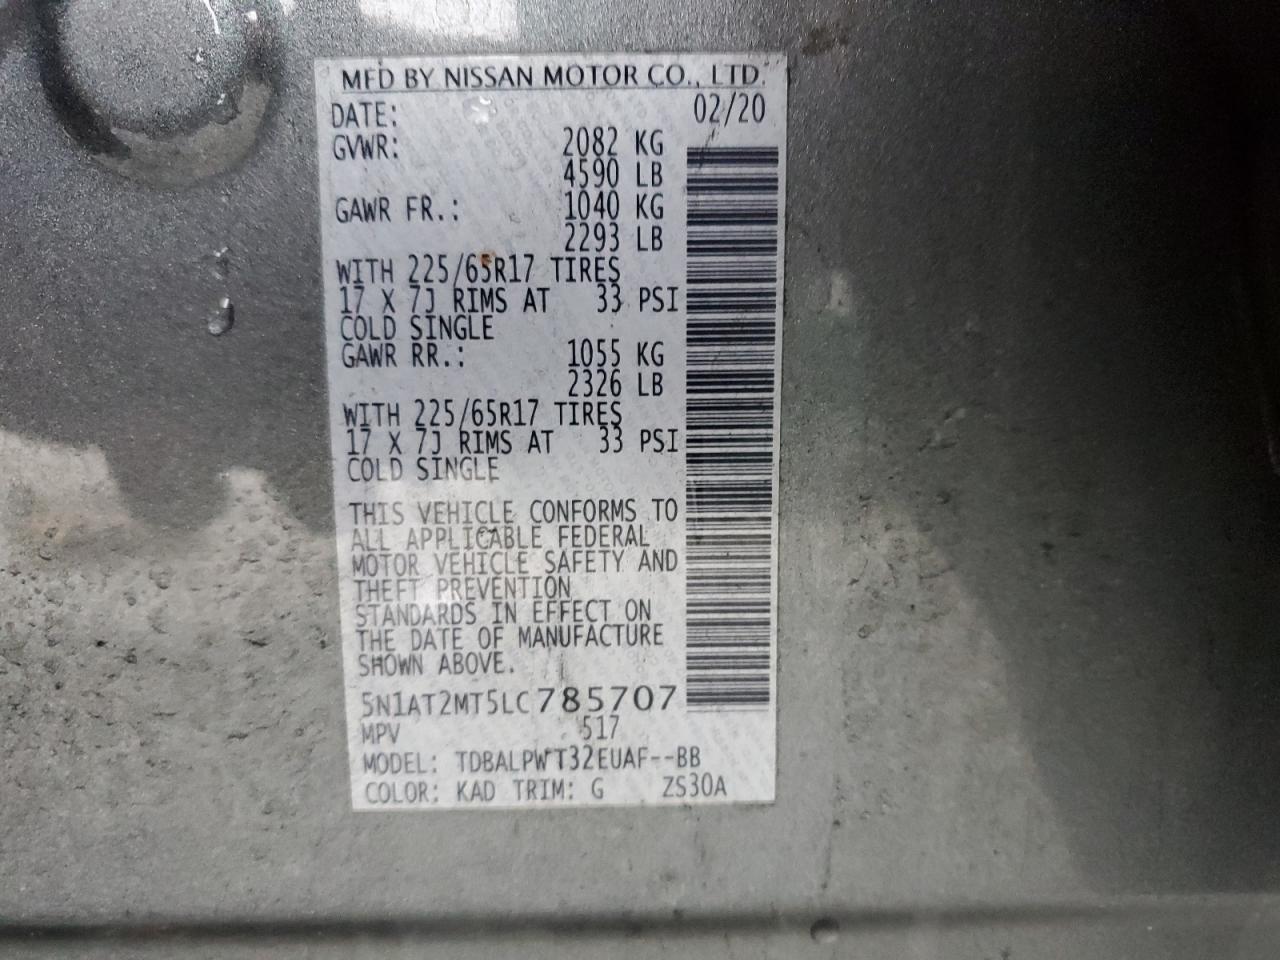 MFD BY NISSAN MOTOR CO., LTD.
DATE: 02/20
GVWR: 2082 KG
4590 LB
GAWR FR.: 1040 KG
2293 LB
WITH 225/65R17 TIRES
17 X 7J RIMS AT 33 PSI
COLD SINGLE
GAWR RR.: 1055 KG
2326 LB
WITH 225/65R17 TIRES
17 X 7J RIMS AT 33 PSI
COLD SINGLE
THIS VEHICLE CONFORMS TO
ALL APPLICABLE FEDERAL
MOTOR VEHICLE SAFETY AND
THEFT PREVENTION
STANDARDS IN EFFECT ON
THE DATE OF MANUFACTURE
SHOWN ABOVE.
5N1AT2MT5LC785707
MPV 517
MODEL: TDBALPWT32EUAF--BB
COLOR: KAD TRIM: G ZS30A